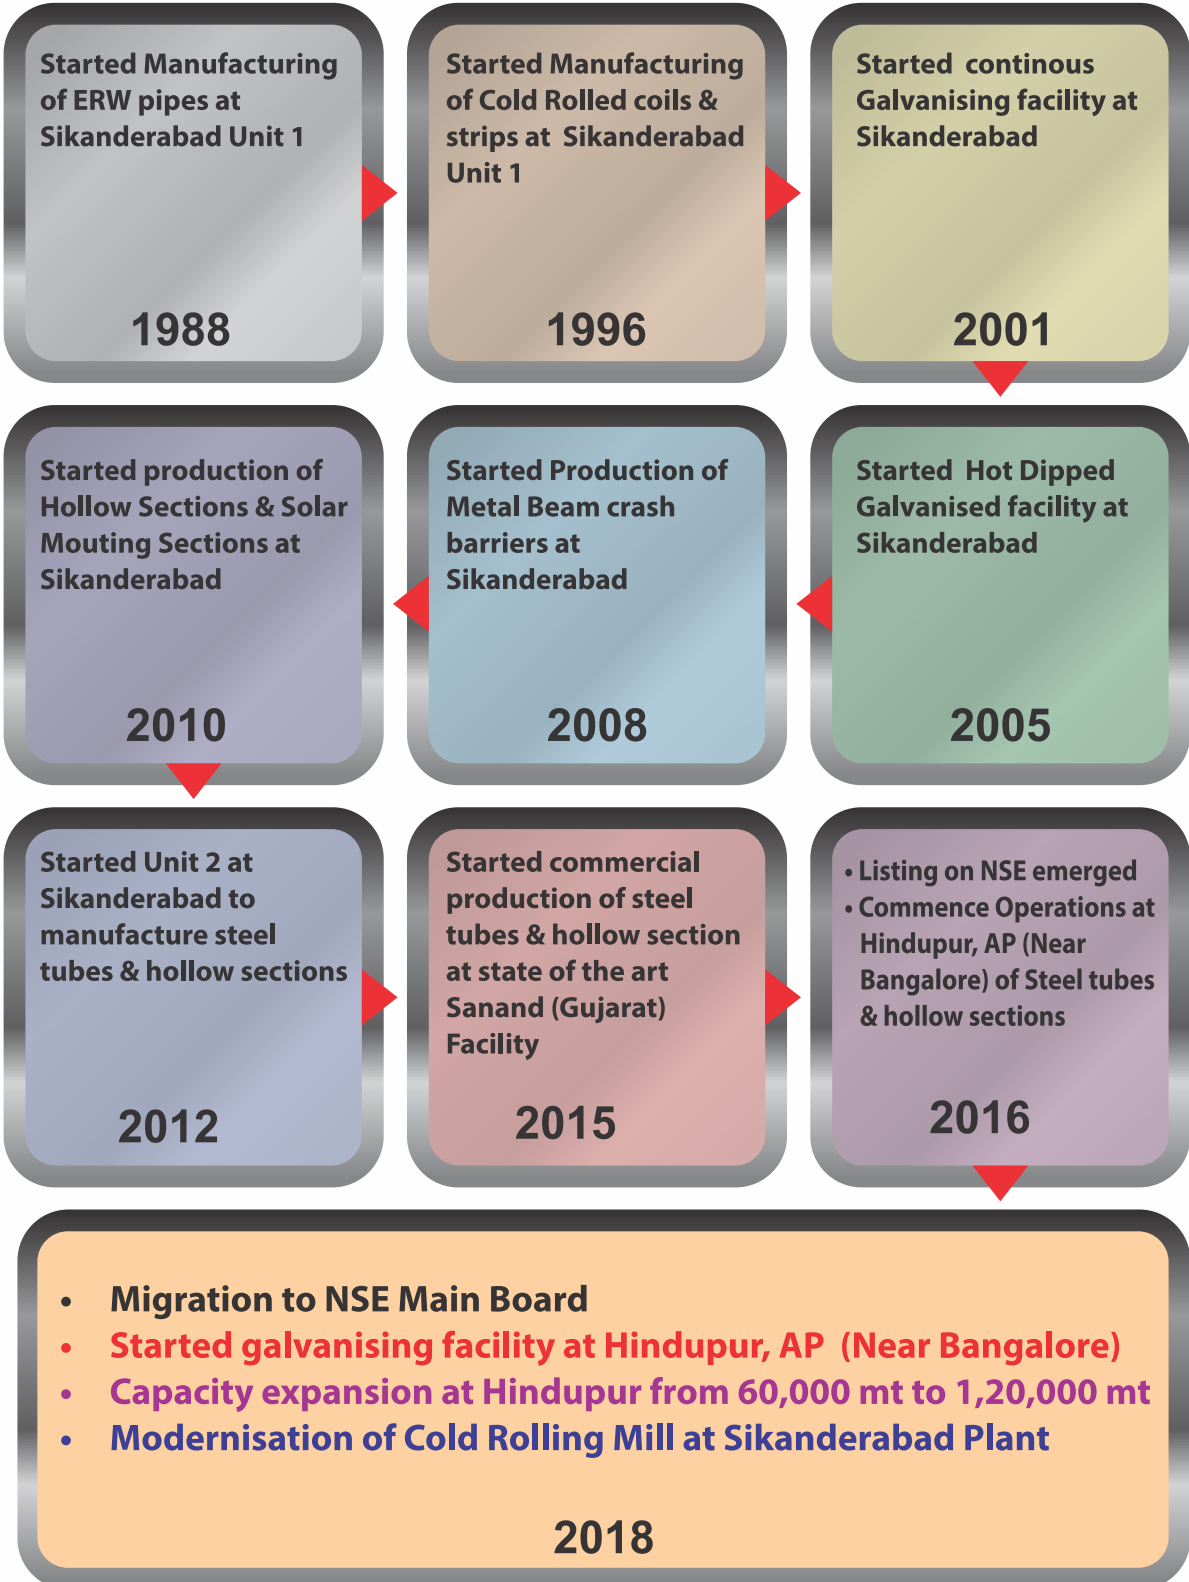 Started Manufacturing
of ERW pipes at
Sikanderabad Unit 1
1988
Started Manufacturing
of Cold Rolled coils &
strips at Sikanderabad
Unit 1
1996
Started continous
Galvanising facility at
Sikanderabad
2001
Started Hot Dipped
Galvanised facility at
Sikanderabad
2005
Started Production of
Metal Beam crash
barriers at
Sikanderabad
2008
Started production of
Hollow Sections & Solar
Mouting Sections at
Sikanderabad
2010
Started Unit 2 at
Sikanderabad to
manufacture steel
tubes & hollow sections
2012
Started commercial
production of steel
tubes & hollow section
at state of the art
Sanand (Gujarat)
Facility
2015
• Listing on NSE emerged
• Commence Operations at
Hindupur, AP (Near
Bangalore) of Steel tubes
& hollow sections
2016
• Migration to NSE Main Board
• Started galvanising facility at Hindupur, AP (Near Bangalore)
• Capacity expansion at Hindupur from 60,000 mt to 1,20,000 mt
• Modernisation of Cold Rolling Mill at Sikanderabad Plant
2018